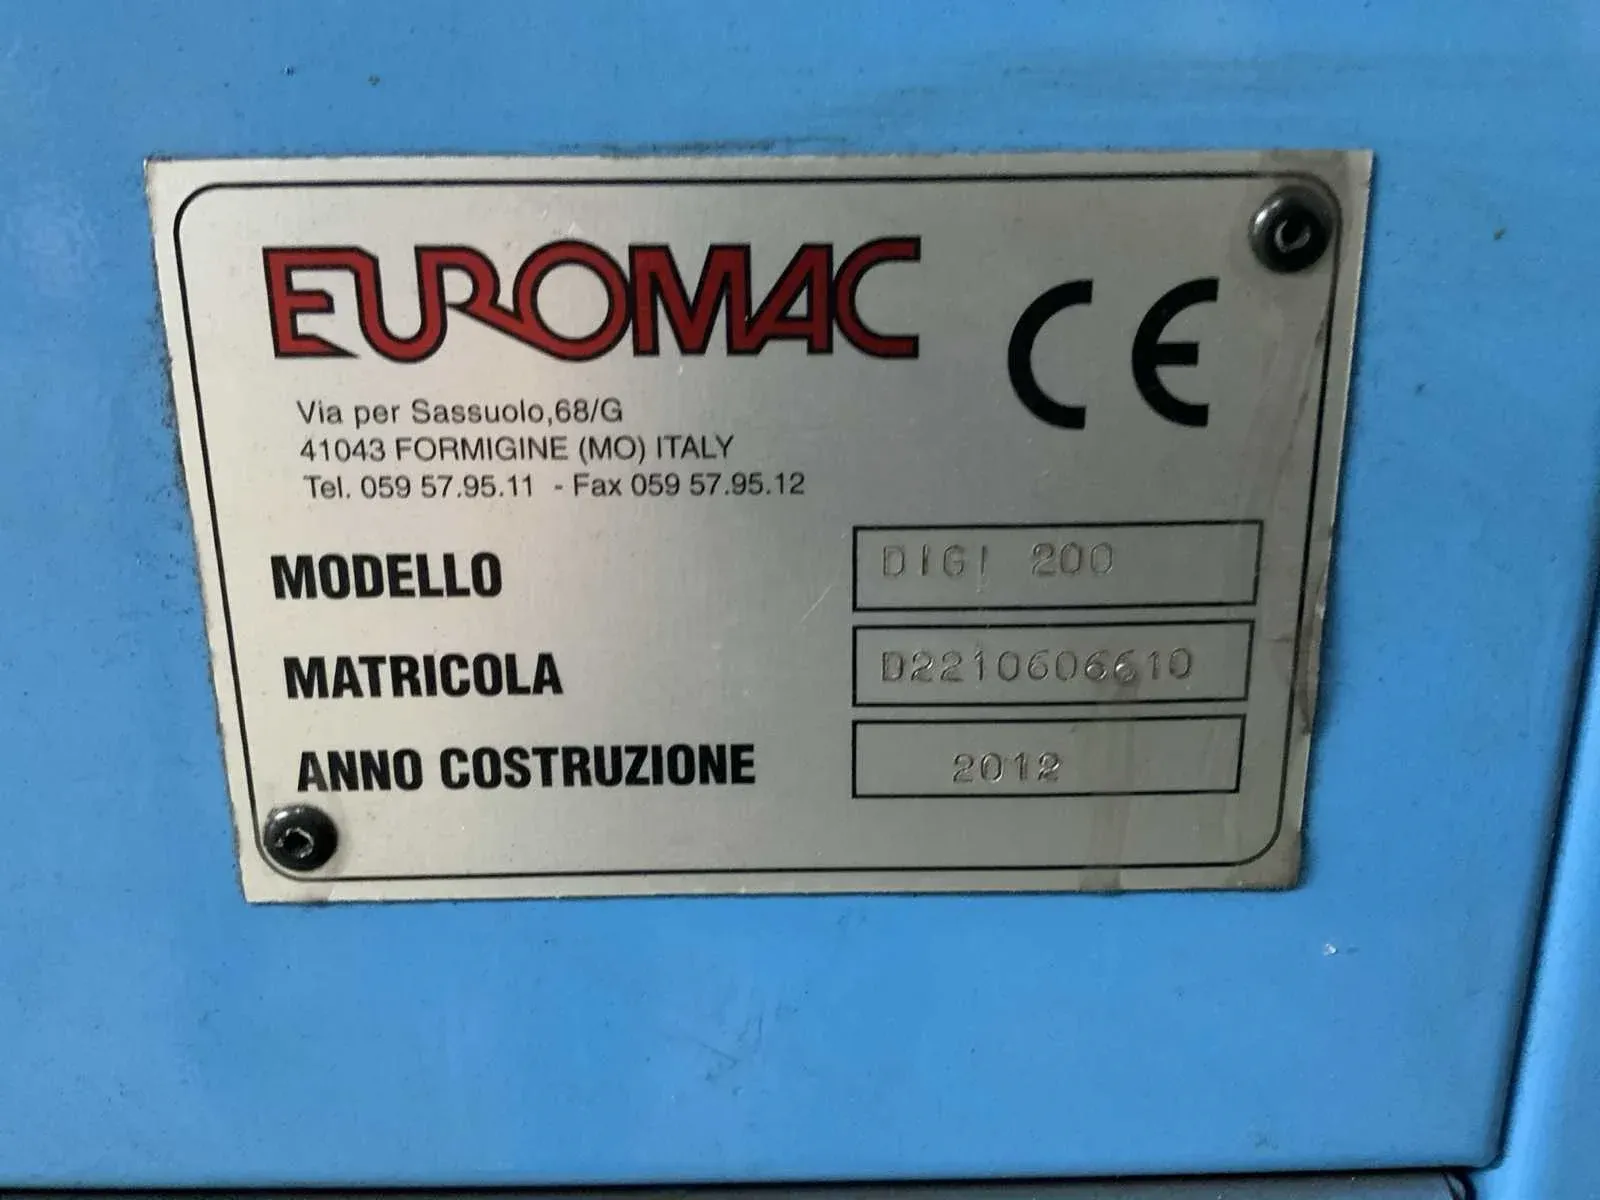 EUROMAC
CE
Via per Sassuolo,68/G
41043 FORMIGINE (MO) ITALY
Tel. 059 57.95.11 - Fax 059 57.95.12
MODELLO DIGI 200
MATRICOLA D2210606610
ANNO COSTRUZIONE 2012